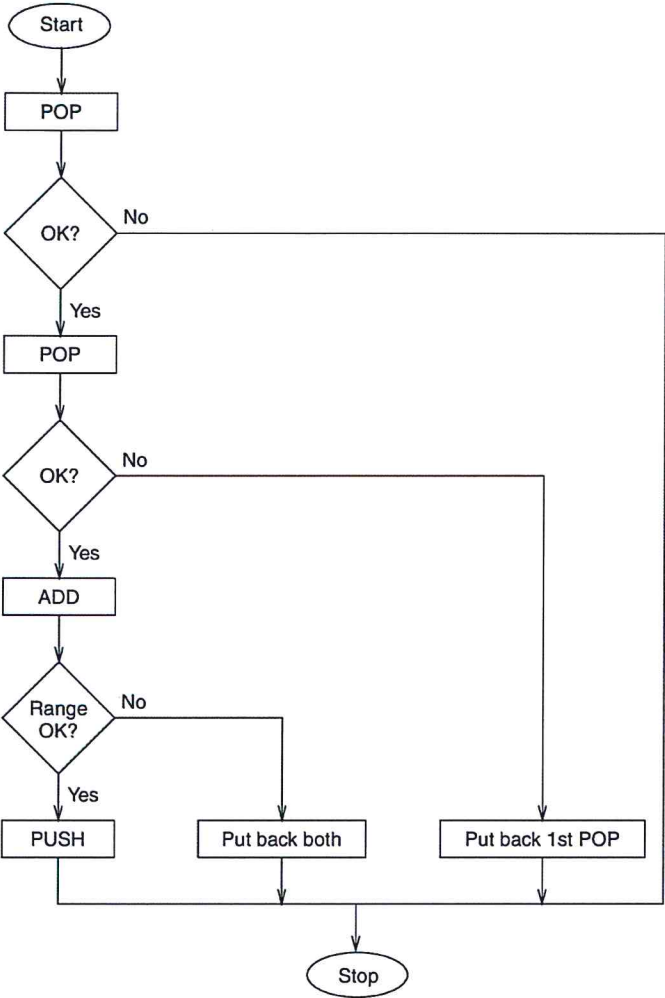 Start
POP
OK?
No
Yes
POP
OK?
No
Yes
ADD
Range
OK?
No
Yes
PUSH
Put back both
Put back 1st POP
Stop